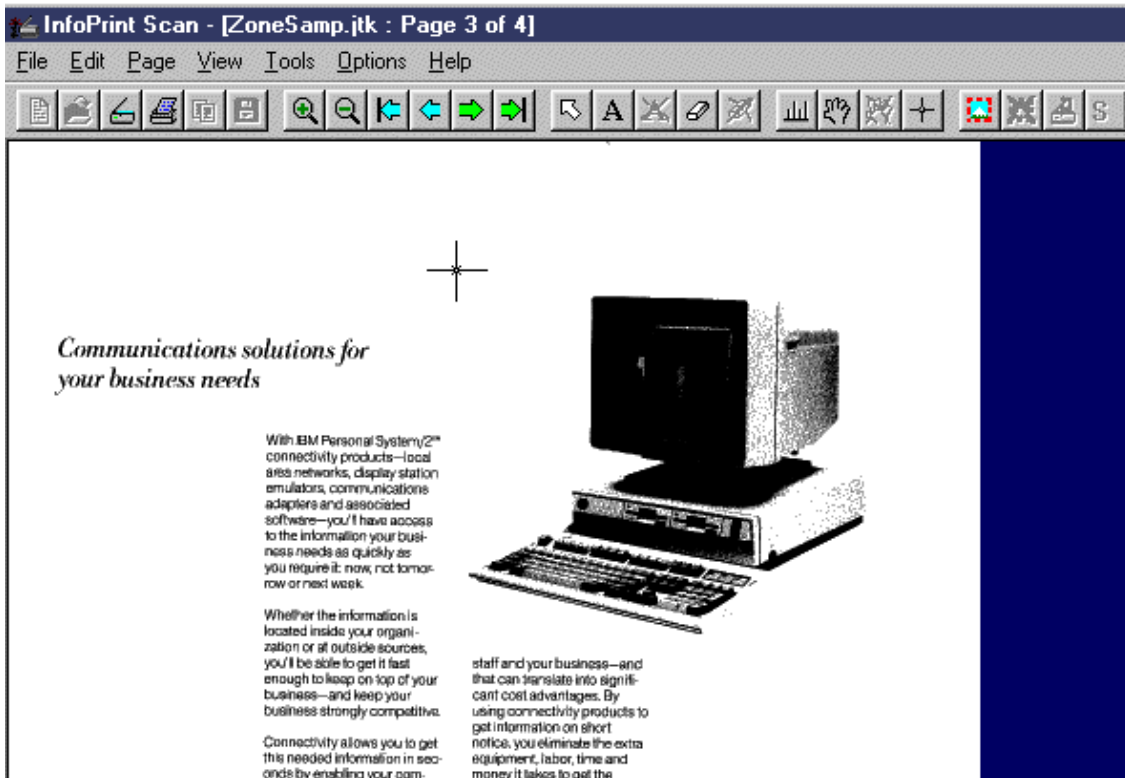 InfoPrint Scan - [ZoneSamp.jtk : Page 3 of 4]
File Edit Page View Tools Options Help
A S
Communications solutions for
your business needs
With IBM Personal System/2™
connectivity products—local
area networks, display station
emulators, communications
adapters and associated
software—you'll have access
to the information your busi-
ness needs as quickly as
you require it: now, not tomor-
row or next week.
Whether the information is
located inside your organi-
zation or at outside sources,
you'll be able to get it fast
enough to keep on top of your
business—and keep your
business strongly competitive.
Connectivity allows you to get
this needed information in sec-
onds by enabling your com-
staff and your business—and
that can translate into signifi-
cant cost advantages. By
using connectivity products to
get information on short
notice, you eliminate the extra
equipment, labor, time and
money it takes to get the